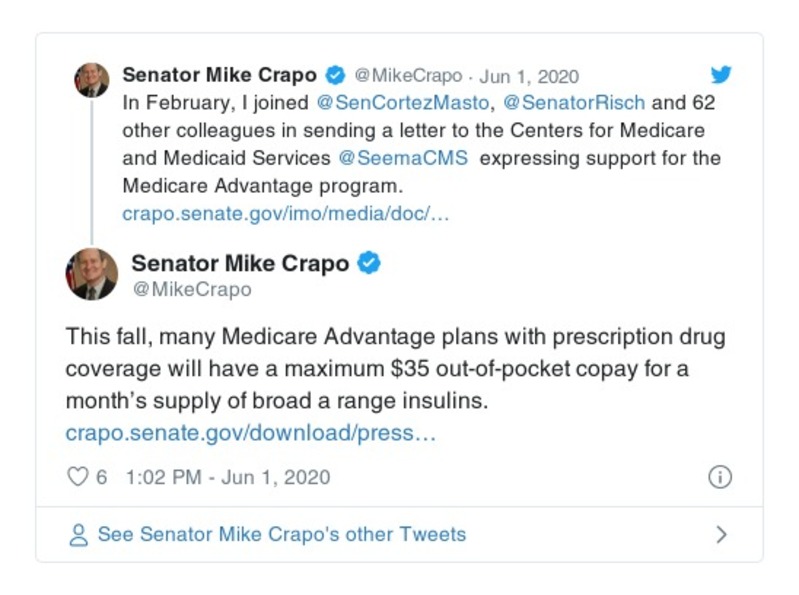 Senator Mike Crapo @MikeCrapo · Jun 1, 2020
In February, I joined @SenCortezMasto, @SenatorRisch and 62
other colleagues in sending a letter to the Centers for Medicare
and Medicaid Services @SeemaCMS expressing support for the
Medicare Advantage program.
crapo.senate.gov/imo/media/doc/…
Senator Mike Crapo
@MikeCrapo
This fall, many Medicare Advantage plans with prescription drug
coverage will have a maximum $35 out-of-pocket copay for a
month’s supply of broad a range insulins.
crapo.senate.gov/download/press…
6 1:02 PM - Jun 1, 2020
See Senator Mike Crapo's other Tweets